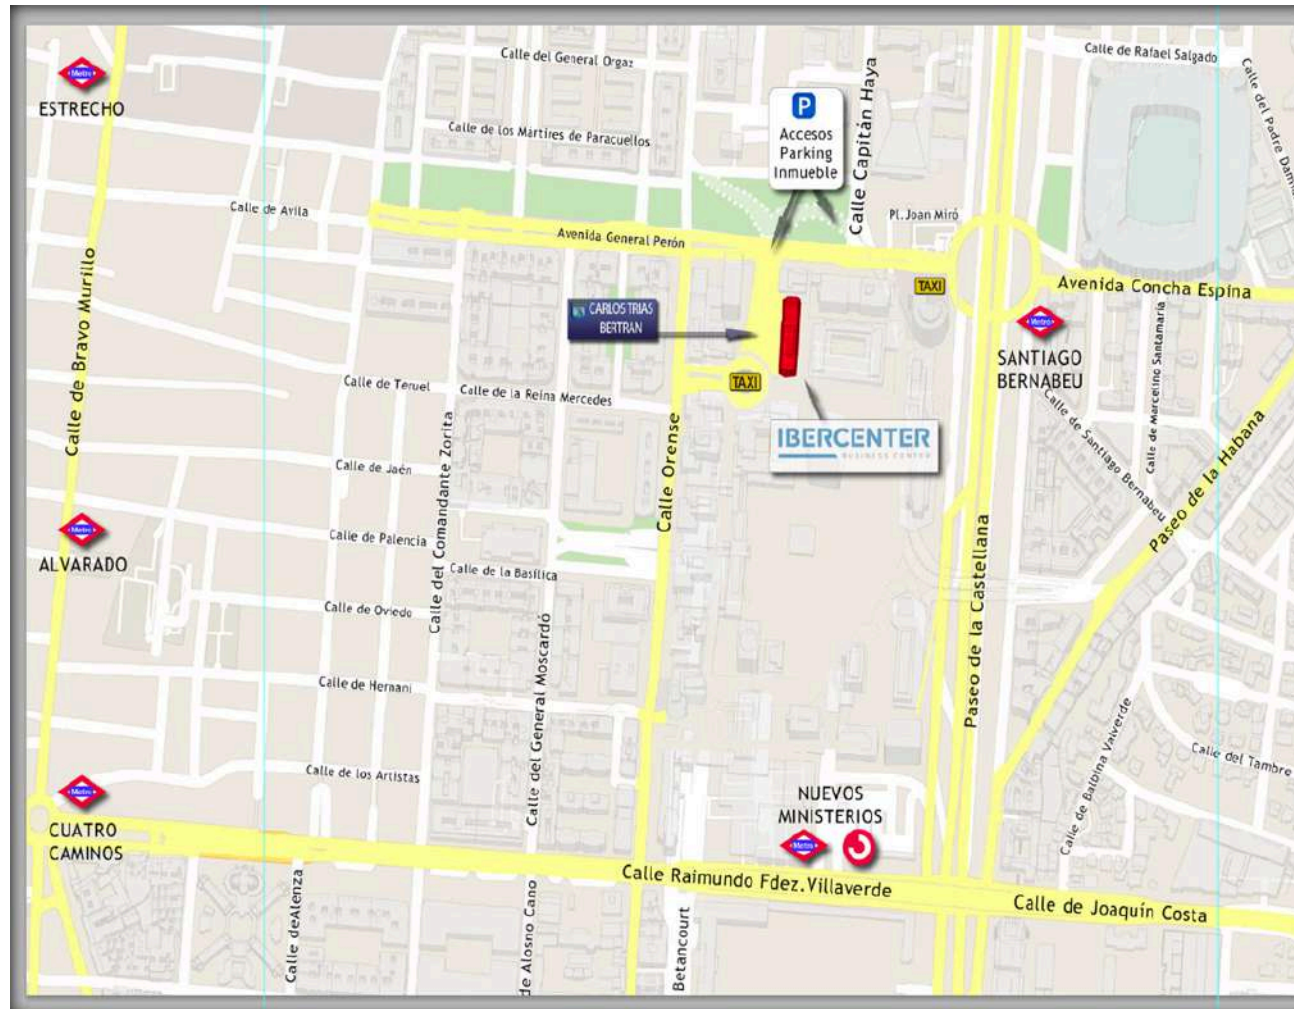 Calle de Rafael Salgado
Calle del General Orgaz
Metro
ESTRECHO
P
Accesos
Parking
Inmueble
Calle Capitán Haya
Calle de los Mártires de Paracuellos
Calle de Avila
Pl. Joan Miró
Avenida General Perón
Calle de Bravo Murillo
TAXI
Avenida Concha Espina
CARLOS TRIAS
BERTRAN
Metro
SANTIAGO
BERNABEU
Calle de Marcelino Santamaría
Calle de Teruel
Calle de la Reina Mercedes
TAXI
Calle de Santiago Bernabeu
Paseo de la Habana
IBERCENTER
BUSINESS CENTER
Calle del Comandante Zorita
Calle Orense
Calle de Jaén
Metro
ALVARADO
Calle de Palencia
Calle de la Basílica
Calle de Oviedo
Paseo de la Castellana
Calle del General Moscardó
Calle de Hernani
Calle de Balbina Valverde
Calle del Tambre
Calle de los Artistas
Metro
CUATRO
CAMINOS
NUEVOS
MINISTERIOS
Metro
Calle Raimundo Fdez.Villaverde
Calle de Joaquín Costa
Calle deAlenza
de Alosno Cano
Betancourt